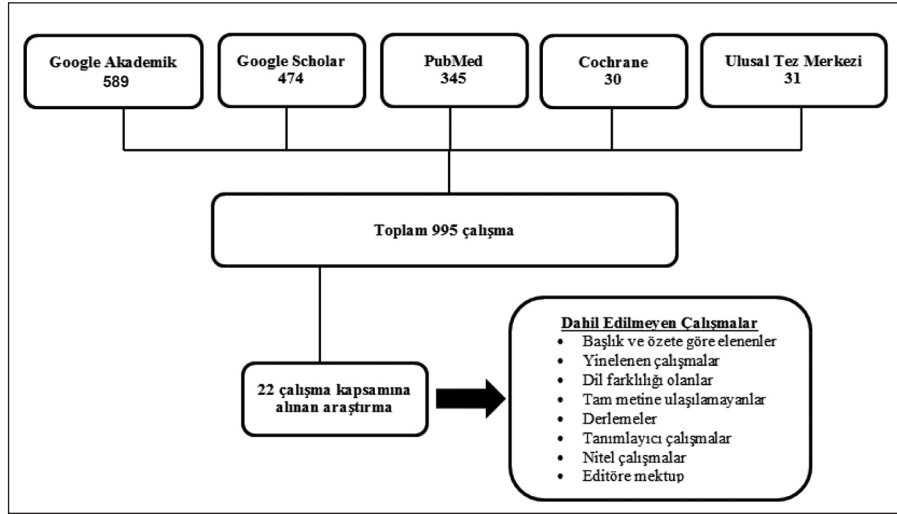 Google Akademik
589
Google Scholar
474
PubMed
345
Cochrane
30
Ulusal Tez Merkezi
31
Toplam 995 çalışma
22 çalışma kapsamına
alınan araştırma
Dahil Edilmeyen Çalışmalar
• Başlık ve özete göre elenenler
• Yinelenen çalışmalar
• Dil farklılığı olanlar
• Tam metine ulaşılamayanlar
• Derlemeler
• Tanımlayıcı çalışmalar
• Nitel çalışmalar
• Editöre mektup